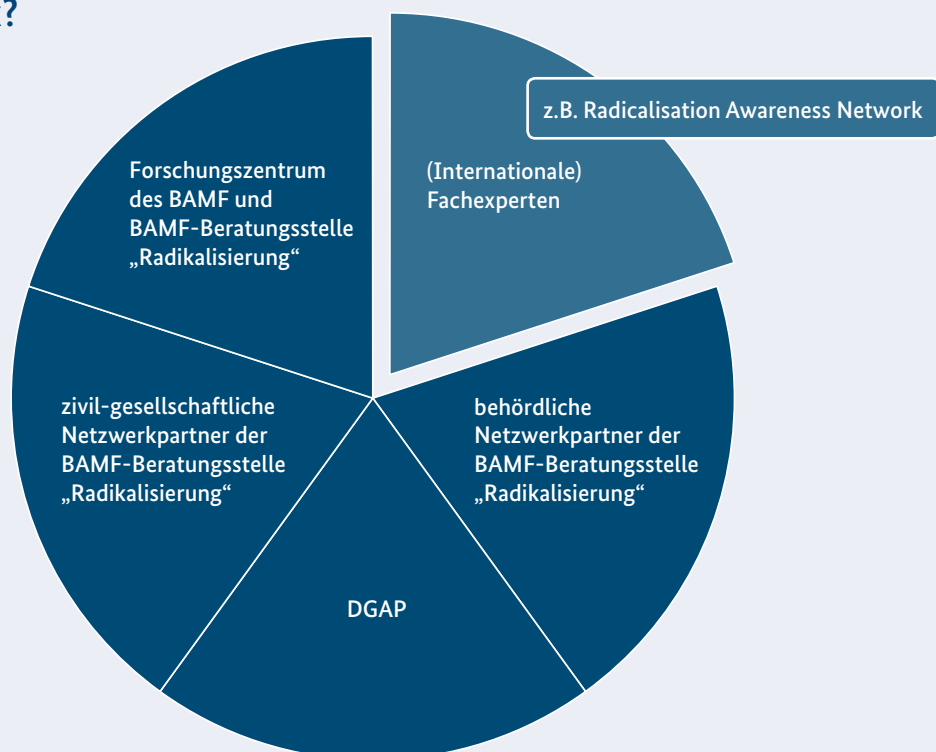 ?
z.B. Radicalisation Awareness Network
(Internationale)
Fachexperten
Forschungszentrum
des BAMF und
BAMF-Beratungsstelle
„Radikalisierung“
zivil-gesellschaftliche
Netzwerkpartner der
BAMF-Beratungsstelle
„Radikalisierung“
behördliche
Netzwerkpartner der
BAMF-Beratungsstelle
„Radikalisierung“
DGAP